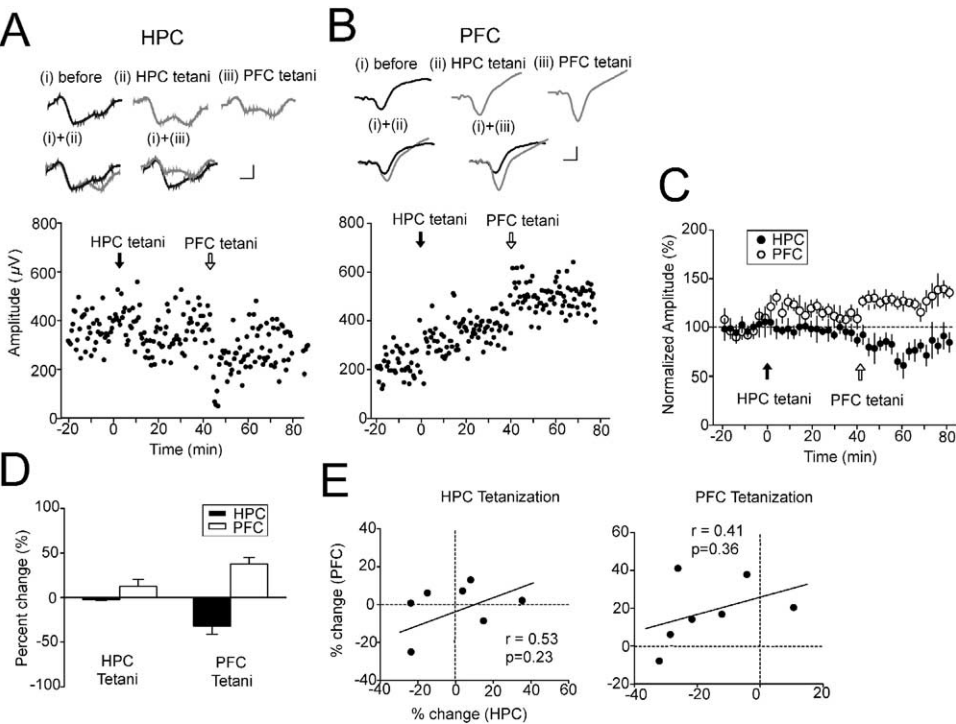 A
HPC
(i) before (ii) HPC tetani (iii) PFC tetani
(i)+(ii) (i)+(iii)
800
600
400
200
0
Amplitude (µV)
HPC tetani PFC tetani
-20 0 20 40 60 80
Time (min)
B
PFC
(i) before (ii) HPC tetani (iii) PFC tetani
(i)+(ii) (i)+(iii)
800
600
400
200
0
HPC tetani PFC tetani
-20 0 20 40 60 80
Time (min)
C
HPC
PFC
200
150
100
50
0
Normalized Amplitude (%)
HPC tetani PFC tetani
-20 0 20 40 60 80
Time (min)
D
HPC
PFC
100
50
0
-50
-100
Percent change (%)
HPC Tetani
PFC Tetani
E
HPC Tetanization
40
20
0
-20
-40
% change (PFC)
r = 0.53
p=0.23
-40 -20 0 20 40 60
% change (HPC)
PFC Tetanization
60
40
20
0
-20
r = 0.41
p=0.36
-40 -20 0 20